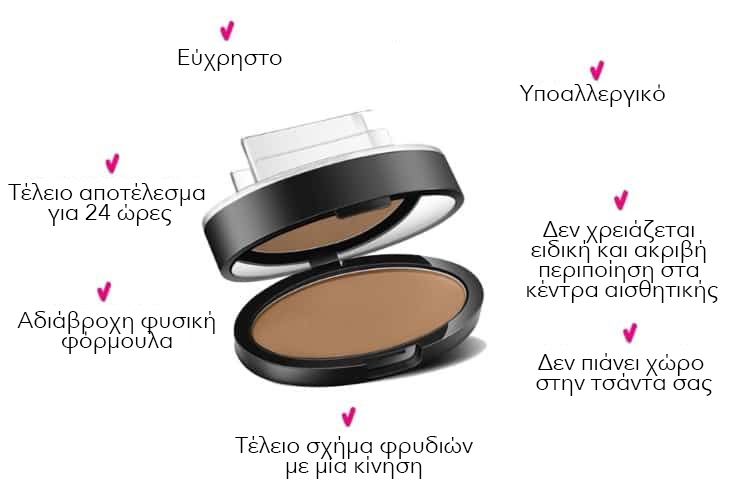 Εύχρηστο
Υποαλλεργικό
Τέλειο αποτέλεσμα
για 24 ώρες
Δεν χρειάζεται
ειδική και ακριβή
περιποίηση στα
κέντρα αισθητικής
Αδιάβροχη φυσική
φόρμουλα
Δεν πιάνει χώρο
στην τσάντα σας
Τέλειο σχήμα φρυδιών
με μία κίνηση